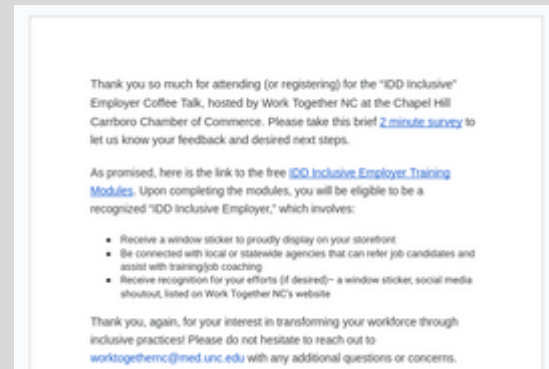 Thank you so much for attending (or registering) for the “IDD Inclusive”
Employer Coffee Talk, hosted by Work Together NC at the Chapel Hill
Carrboro Chamber of Commerce. Please take this brief 2 minute survey to
let us know your feedback and desired next steps.
As promised, here is the link to the free IDD Inclusive Employer Training
Modules. Upon completing the modules, you will be eligible to be a
recognized “IDD Inclusive Employer,” which involves:
▪ Receive a window sticker to proudly display on your storefront
▪ Be connected with local or statewide agencies that can refer job candidates and
assist with training/job coaching
▪ Receive recognition for your efforts (if desired)– a window sticker, social media
shoutout, listed on Work Together NC's website
Thank you, again, for your interest in transforming your workforce through
inclusive practices! Please do not hesitate to reach out to
worktogethernc@med.unc.edu with any additional questions or concerns.